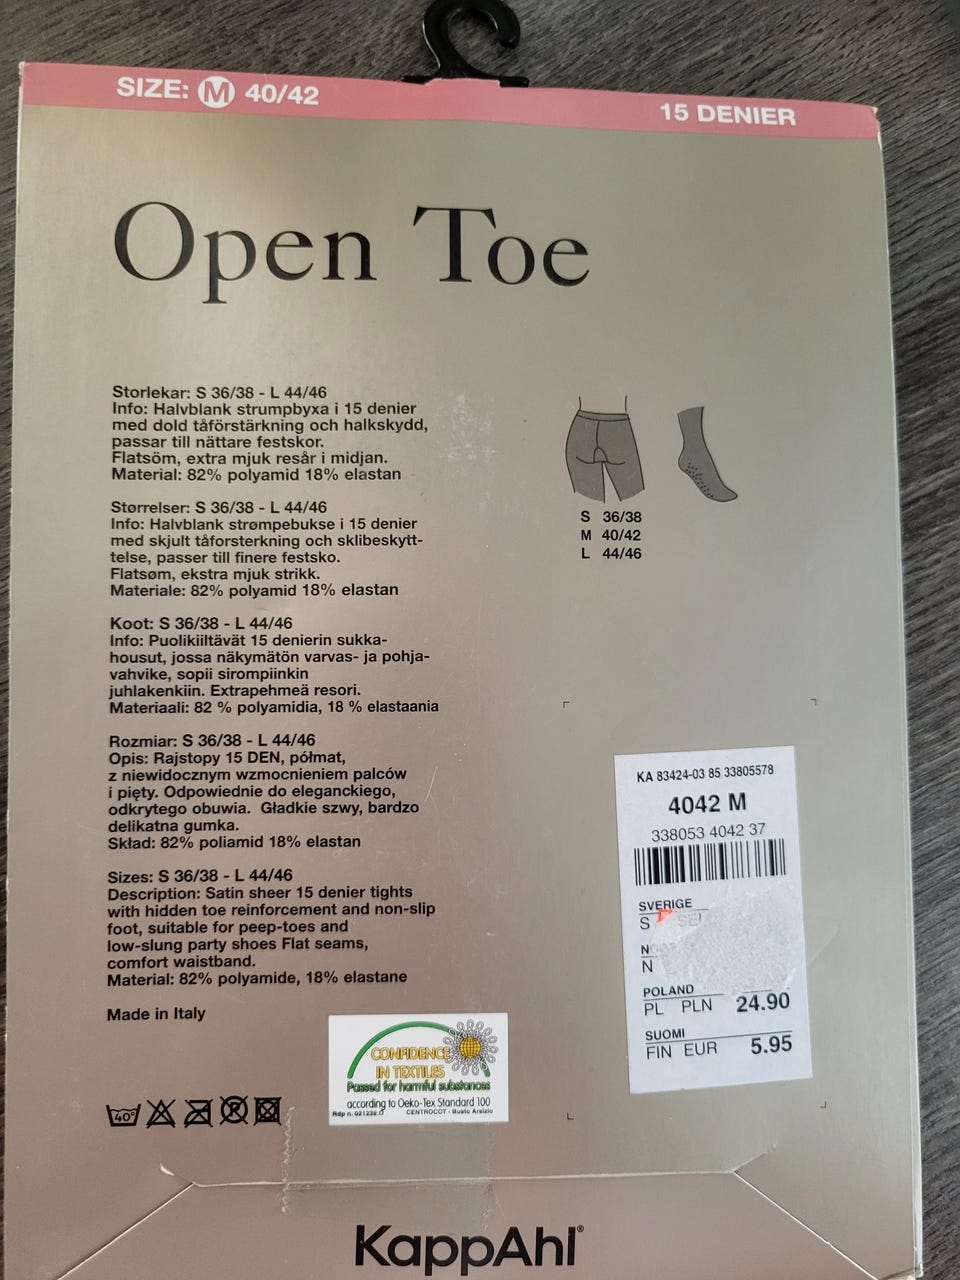 SIZE: M 40/42
15 DENIER
Open Toe
Storlekar: S 36/38 - L 44/46
Info: Halvblank strumpbyxa i 15 denier
med dold tåförstärkning och halkskydd,
passar till nättare festskor.
Flatsöm, extra mjuk resår i midjan.
Material: 82% polyamid 18% elastan
Størrelser: S 36/38 - L 44/46
Info: Halvblank strømpebukse i 15 denier
med skjult tåforsterkning och sklibeskytt-
telse, passer till finere festsko.
Flatsøm, ekstra mjuk strikk.
Materiale: 82% polyamid 18% elastan
Koot: S 36/38 - L 44/46
Info: Puolikiiltävät 15 denierin sukka-
housut, jossa näkymätön varvas- ja pohja-
vahvike, sopii sirompiinkin
juhlakenkiin. Extrapehmeä resori.
Materiaali: 82 % polyamidia, 18 % elastaania
Rozmiar: S 36/38 - L 44/46
Opis: Rajstopy 15 DEN, półmat,
z niewidocznym wzmocnieniem palców
i pięty. Odpowiednie do eleganckiego,
odkrytego obuwia. Gładkie szwy, bardzo
delikatna gumka.
Skład: 82% poliamid 18% elastan
Sizes: S 36/38 - L 44/46
Description: Satin sheer 15 denier tights
with hidden toe reinforcement and non-slip
foot, suitable for peep-toes and
low-slung party shoes Flat seams,
comfort waistband.
Material: 82% polyamide, 18% elastane
Made in Italy
40°
S 36/38
M 40/42
L 44/46
KA 83424-03 85 33805578
4042 M
338053 4042 37
SVERIGE
S SE
N
POLAND
PL PLN 24.90
SUOMI
FIN EUR 5.95
CONFIDENCE
IN TEXTILES
Passed for harmful substances
according to Oeko-Tex Standard 100
Rdp n. 021239.O CENTROCOT - Busto Arsizio
KappAhl®